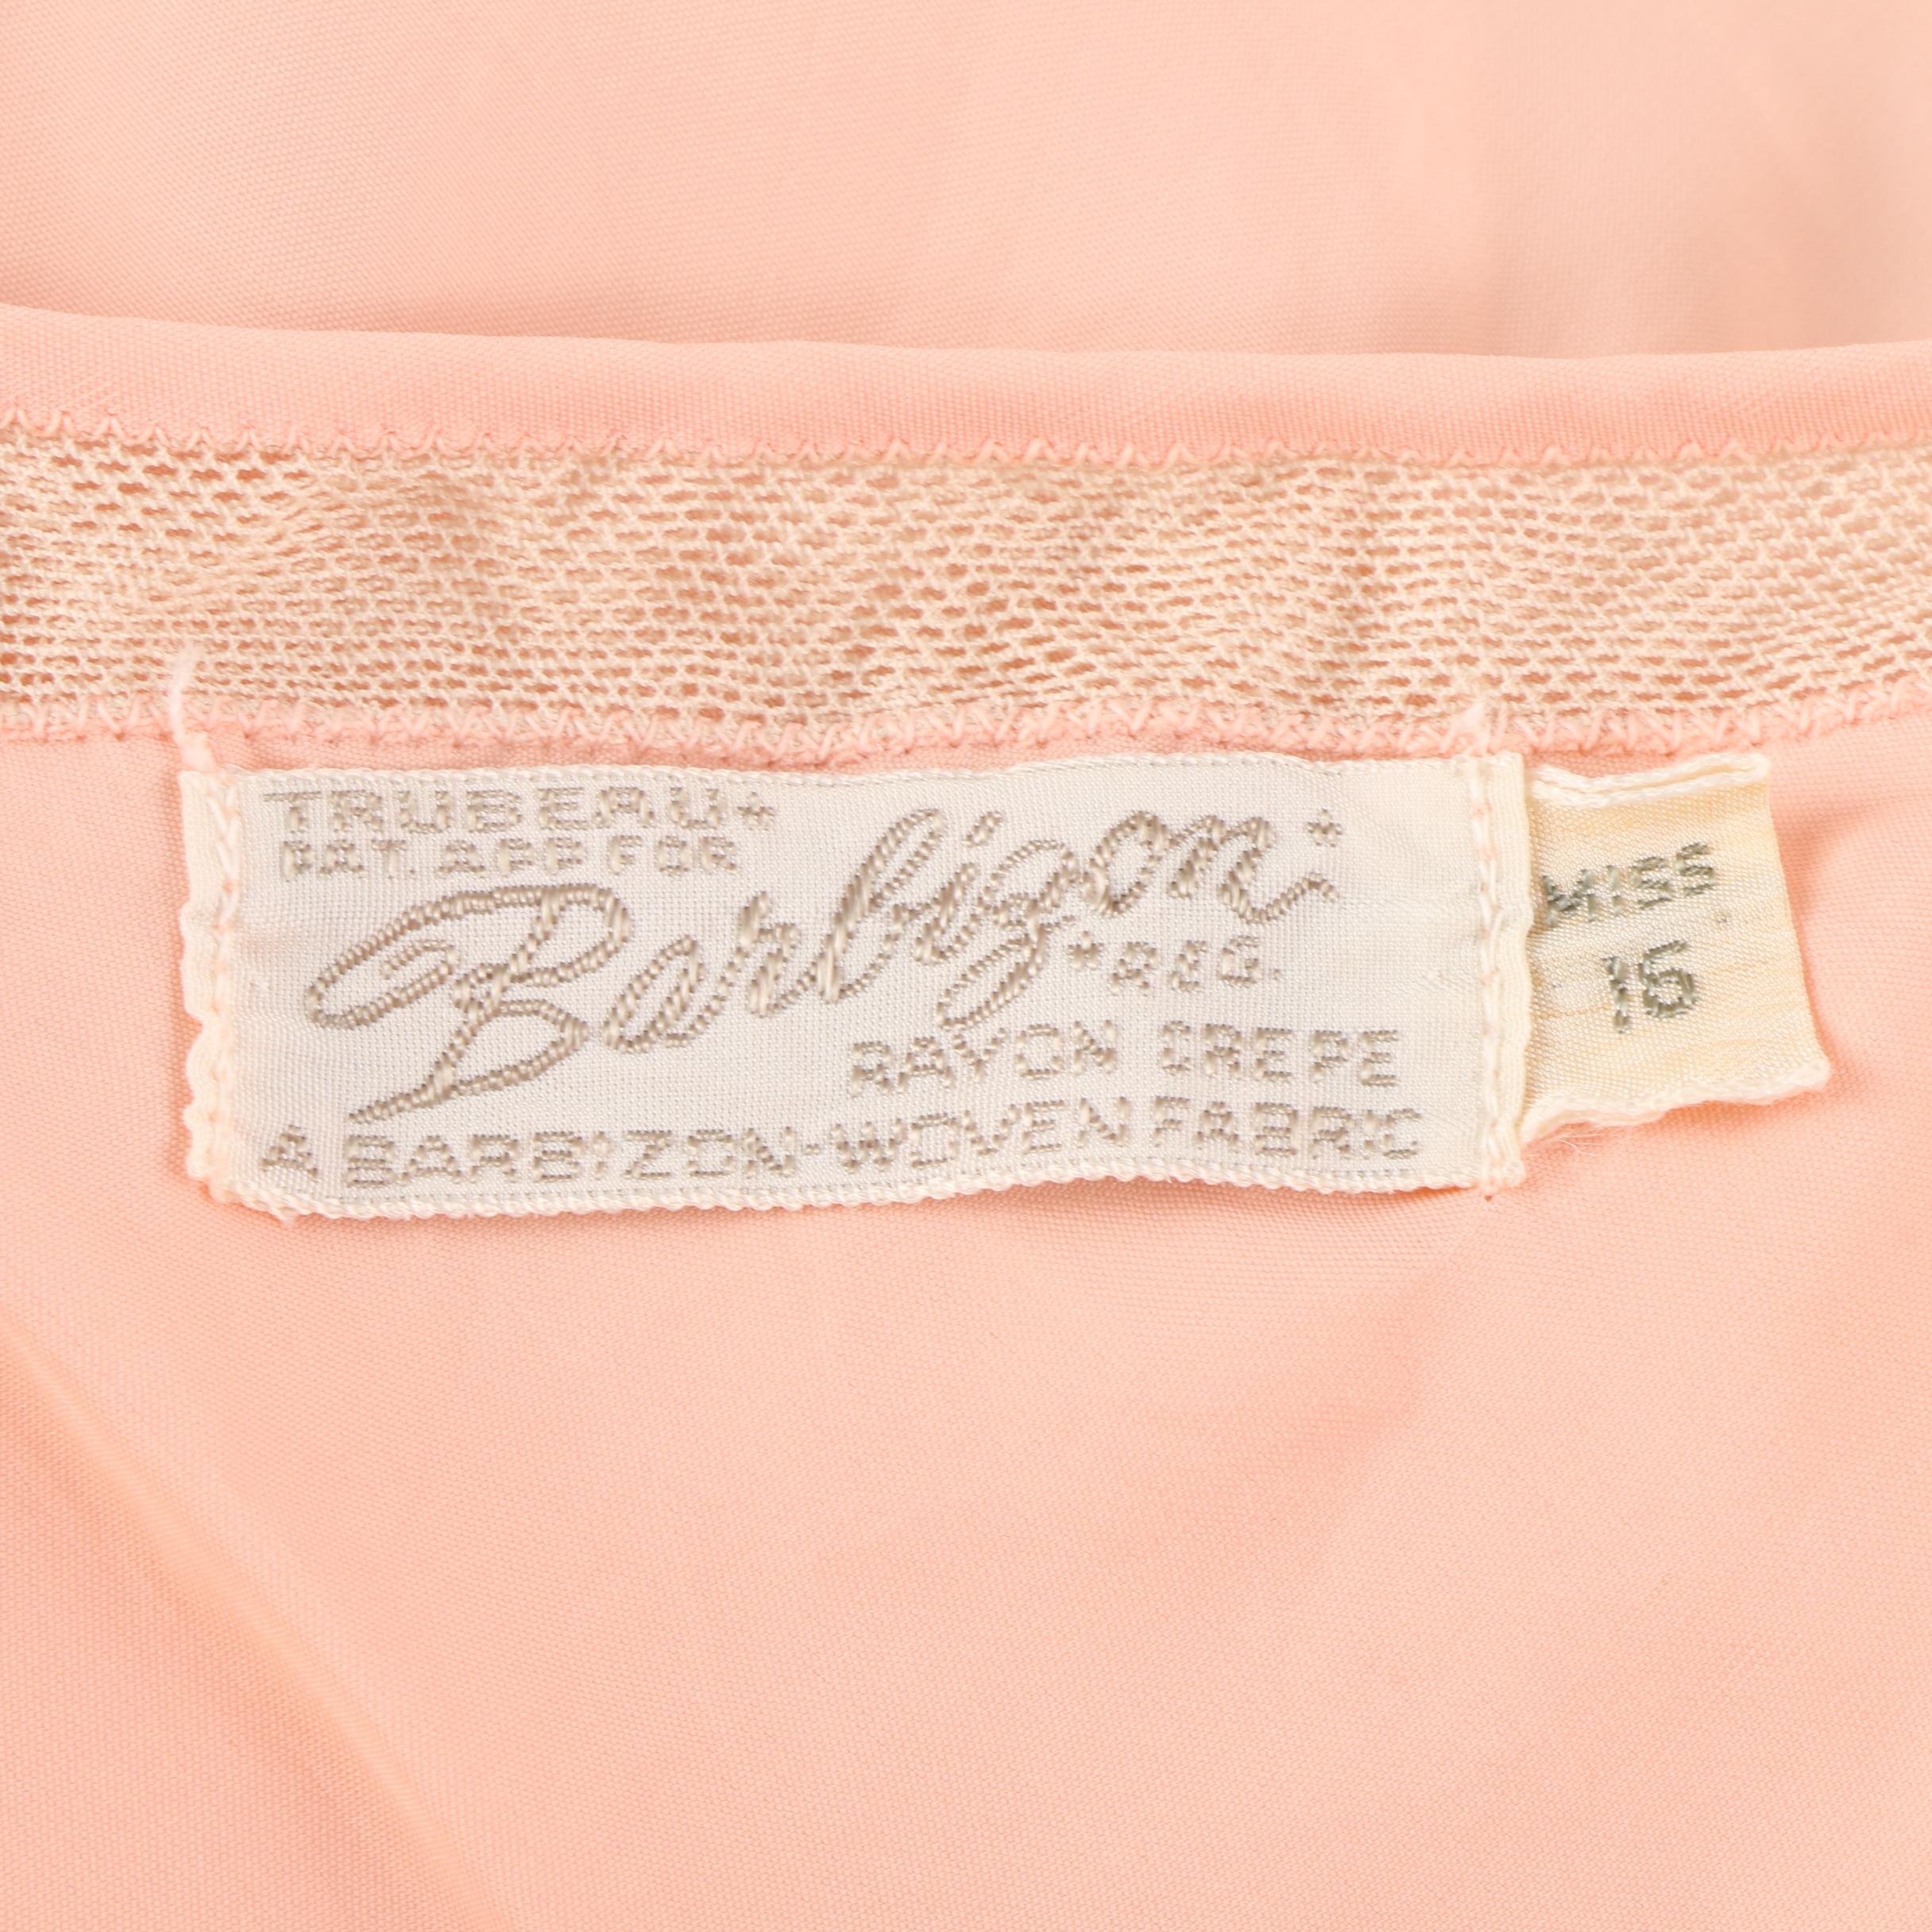 TRUBEAU*
PAT. APP FOR
Barbizon*
*REG.
RAYON CREPE
A BARBIZON-WOVEN FABRIC
MISS
16